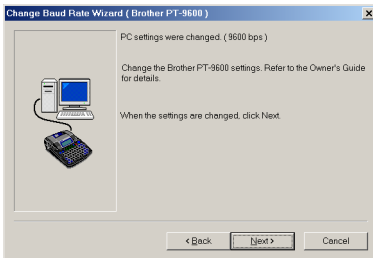 Change Baud Rate Wizard ( Brother PT-9600 )
PC settings were changed. ( 9600 bps )
Change the Brother PT-9600 settings. Refer to the Owner's Guide
for details.
When the settings are changed, click Next.
< Back
Next >
Cancel